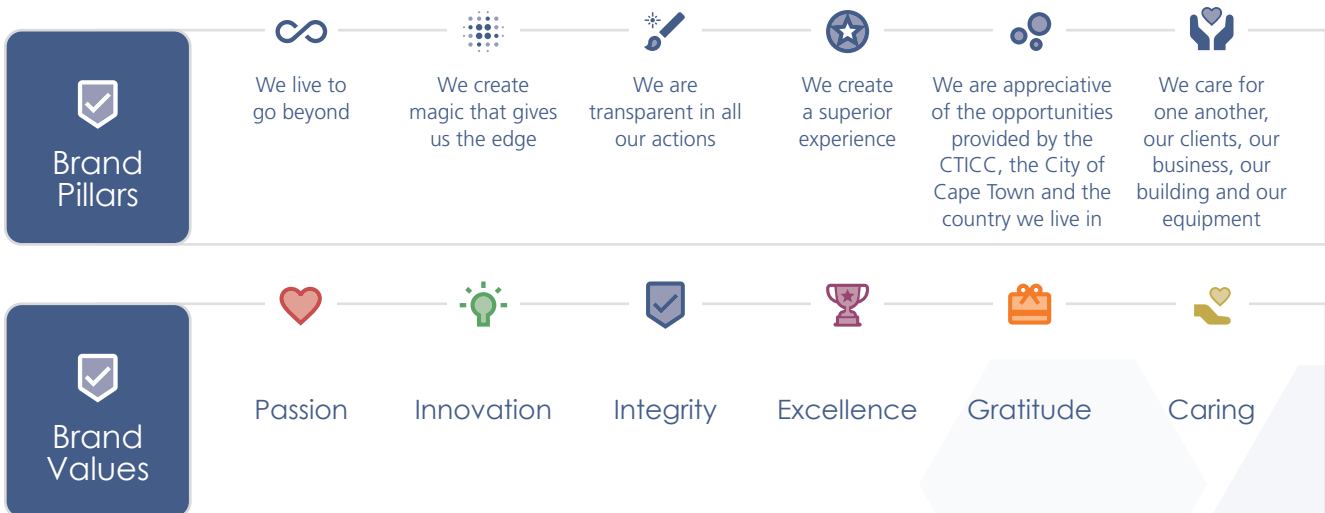 Brand
Pillars
We live to
go beyond
We create
magic that gives
us the edge
We are
transparent in all
our actions
We create
a superior
experience
We are appreciative
of the opportunities
provided by the
CTICC, the City of
Cape Town and the
country we live in
We care for
one another,
our clients, our
business, our
building and our
equipment
Brand
Values
Passion
Innovation
Integrity
Excellence
Gratitude
Caring